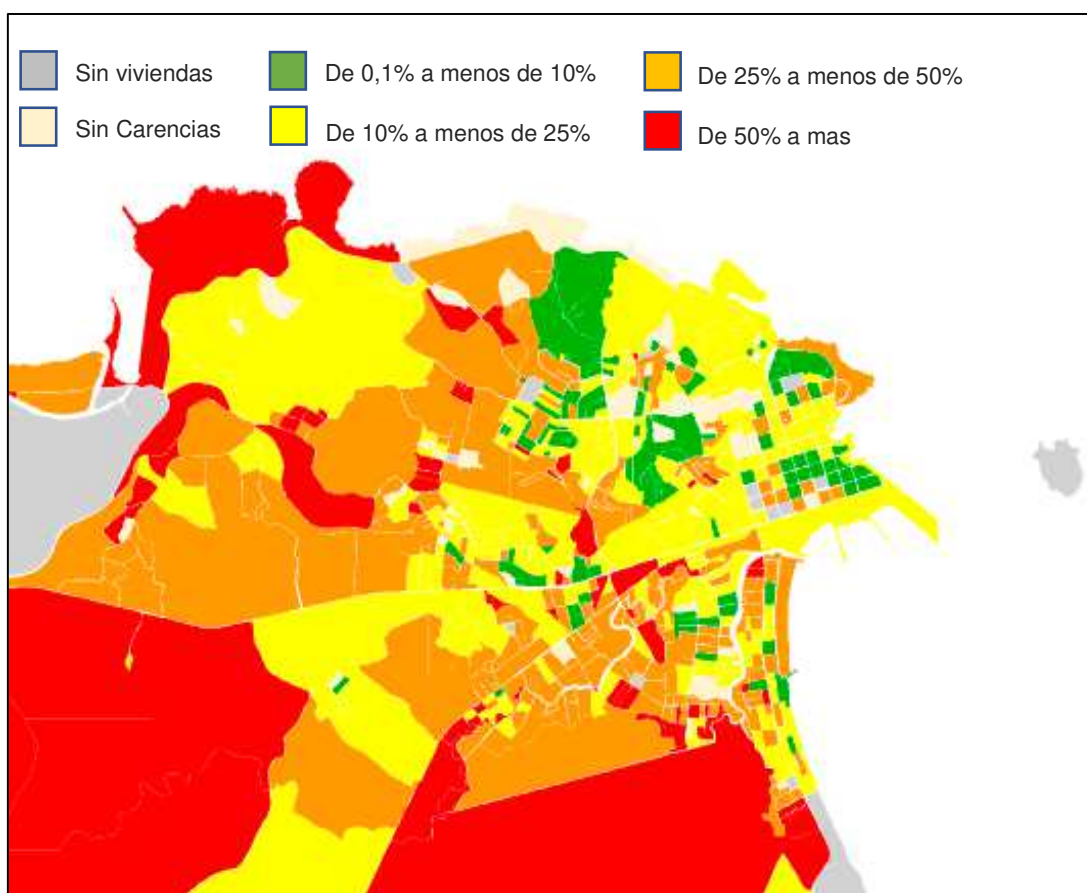 Sin viviendas
De 0,1% a menos de 10%
De 25% a menos de 50%
Sin Carencias
De 10% a menos de 25%
De 50% a mas